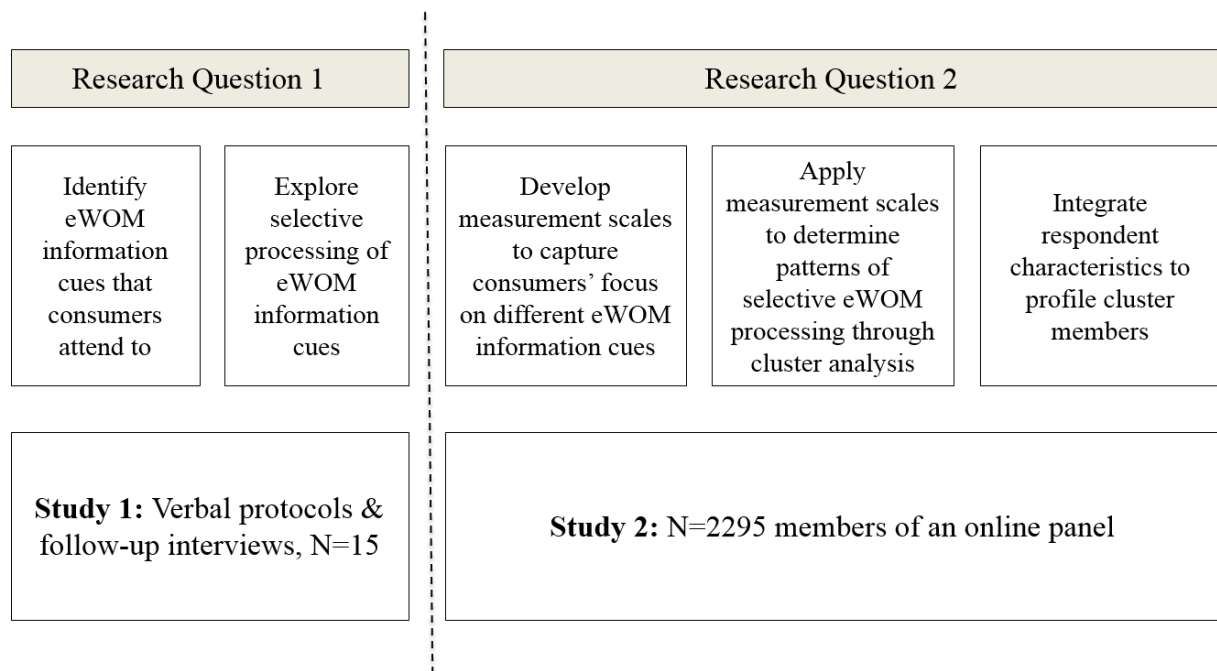 Research Question 1
Research Question 2
Identify
eWOM
information
cues that
consumers
attend to
Explore
selective
processing of
eWOM
information
cues
Develop
measurement scales
to capture
consumers’ focus
on different eWOM
information cues
Apply
measurement scales
to determine
patterns of
selective eWOM
processing through
cluster analysis
Integrate
respondent
characteristics to
profile cluster
members
Study 1: Verbal protocols &
follow-up interviews, N=15
Study 2: N=2295 members of an online panel